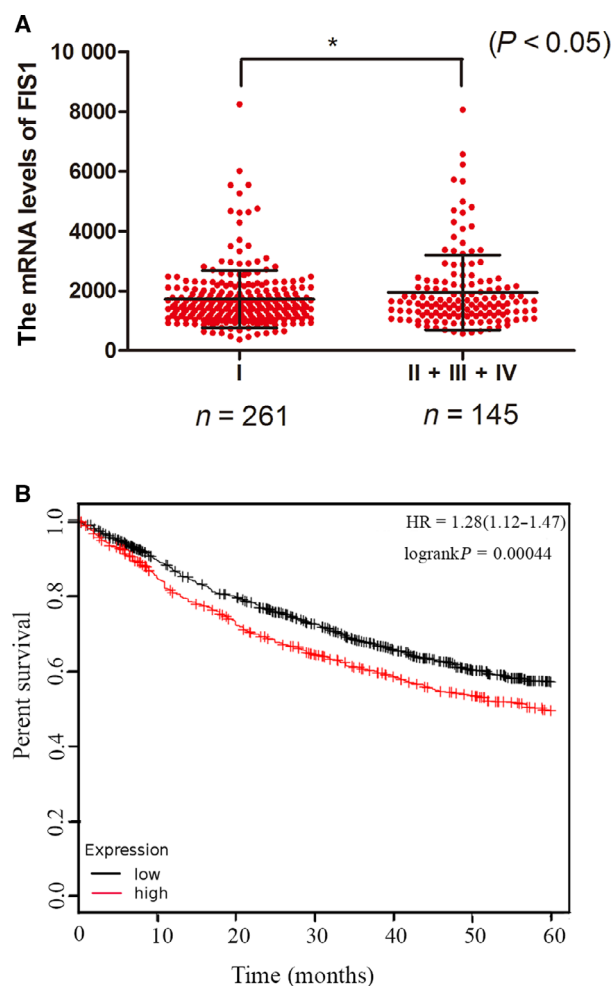 A
The mRNA levels of FIS1
10 000
8000
6000
4000
2000
0
*
(P < 0.05)
I
II + III + IV
n = 261
n = 145
B
Perent survival
1.0
0.8
0.6
0.4
0.2
0.0
HR = 1.28(1.12–1.47)
logrankP = 0.00044
Expression
low
high
0 10 20 30 40 50 60
Time (months)